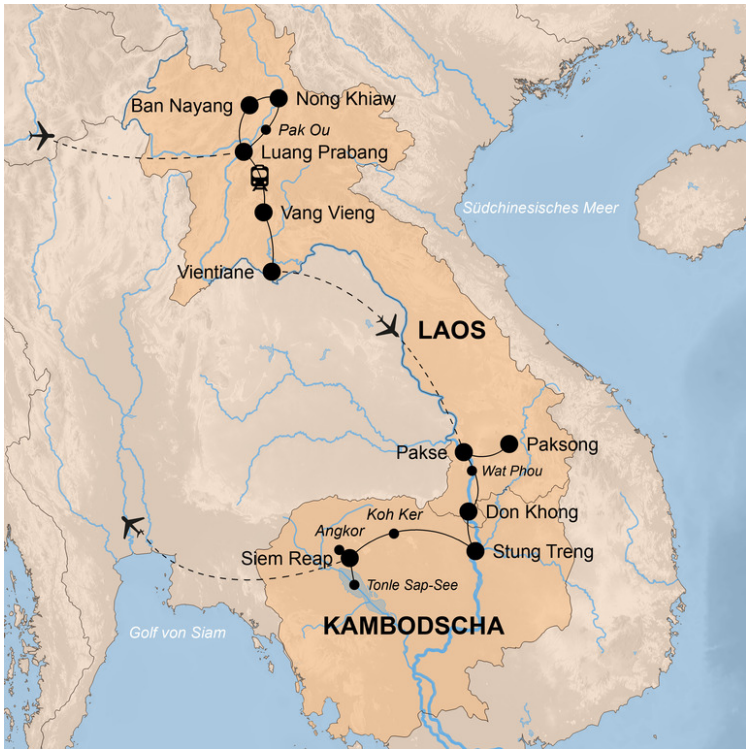 Ban Nayang
Nong Khiaw
Pak Ou
Luang Prabang
Vang Vieng
Südchinesisches Meer
Vientiane
LAOS
Pakse
Paksong
Wat Phou
Don Khong
Koh Ker
Angkor
Siem Reap
Stung Treng
Tonle Sap-See
KAMBODSCHA
Golf von Siam